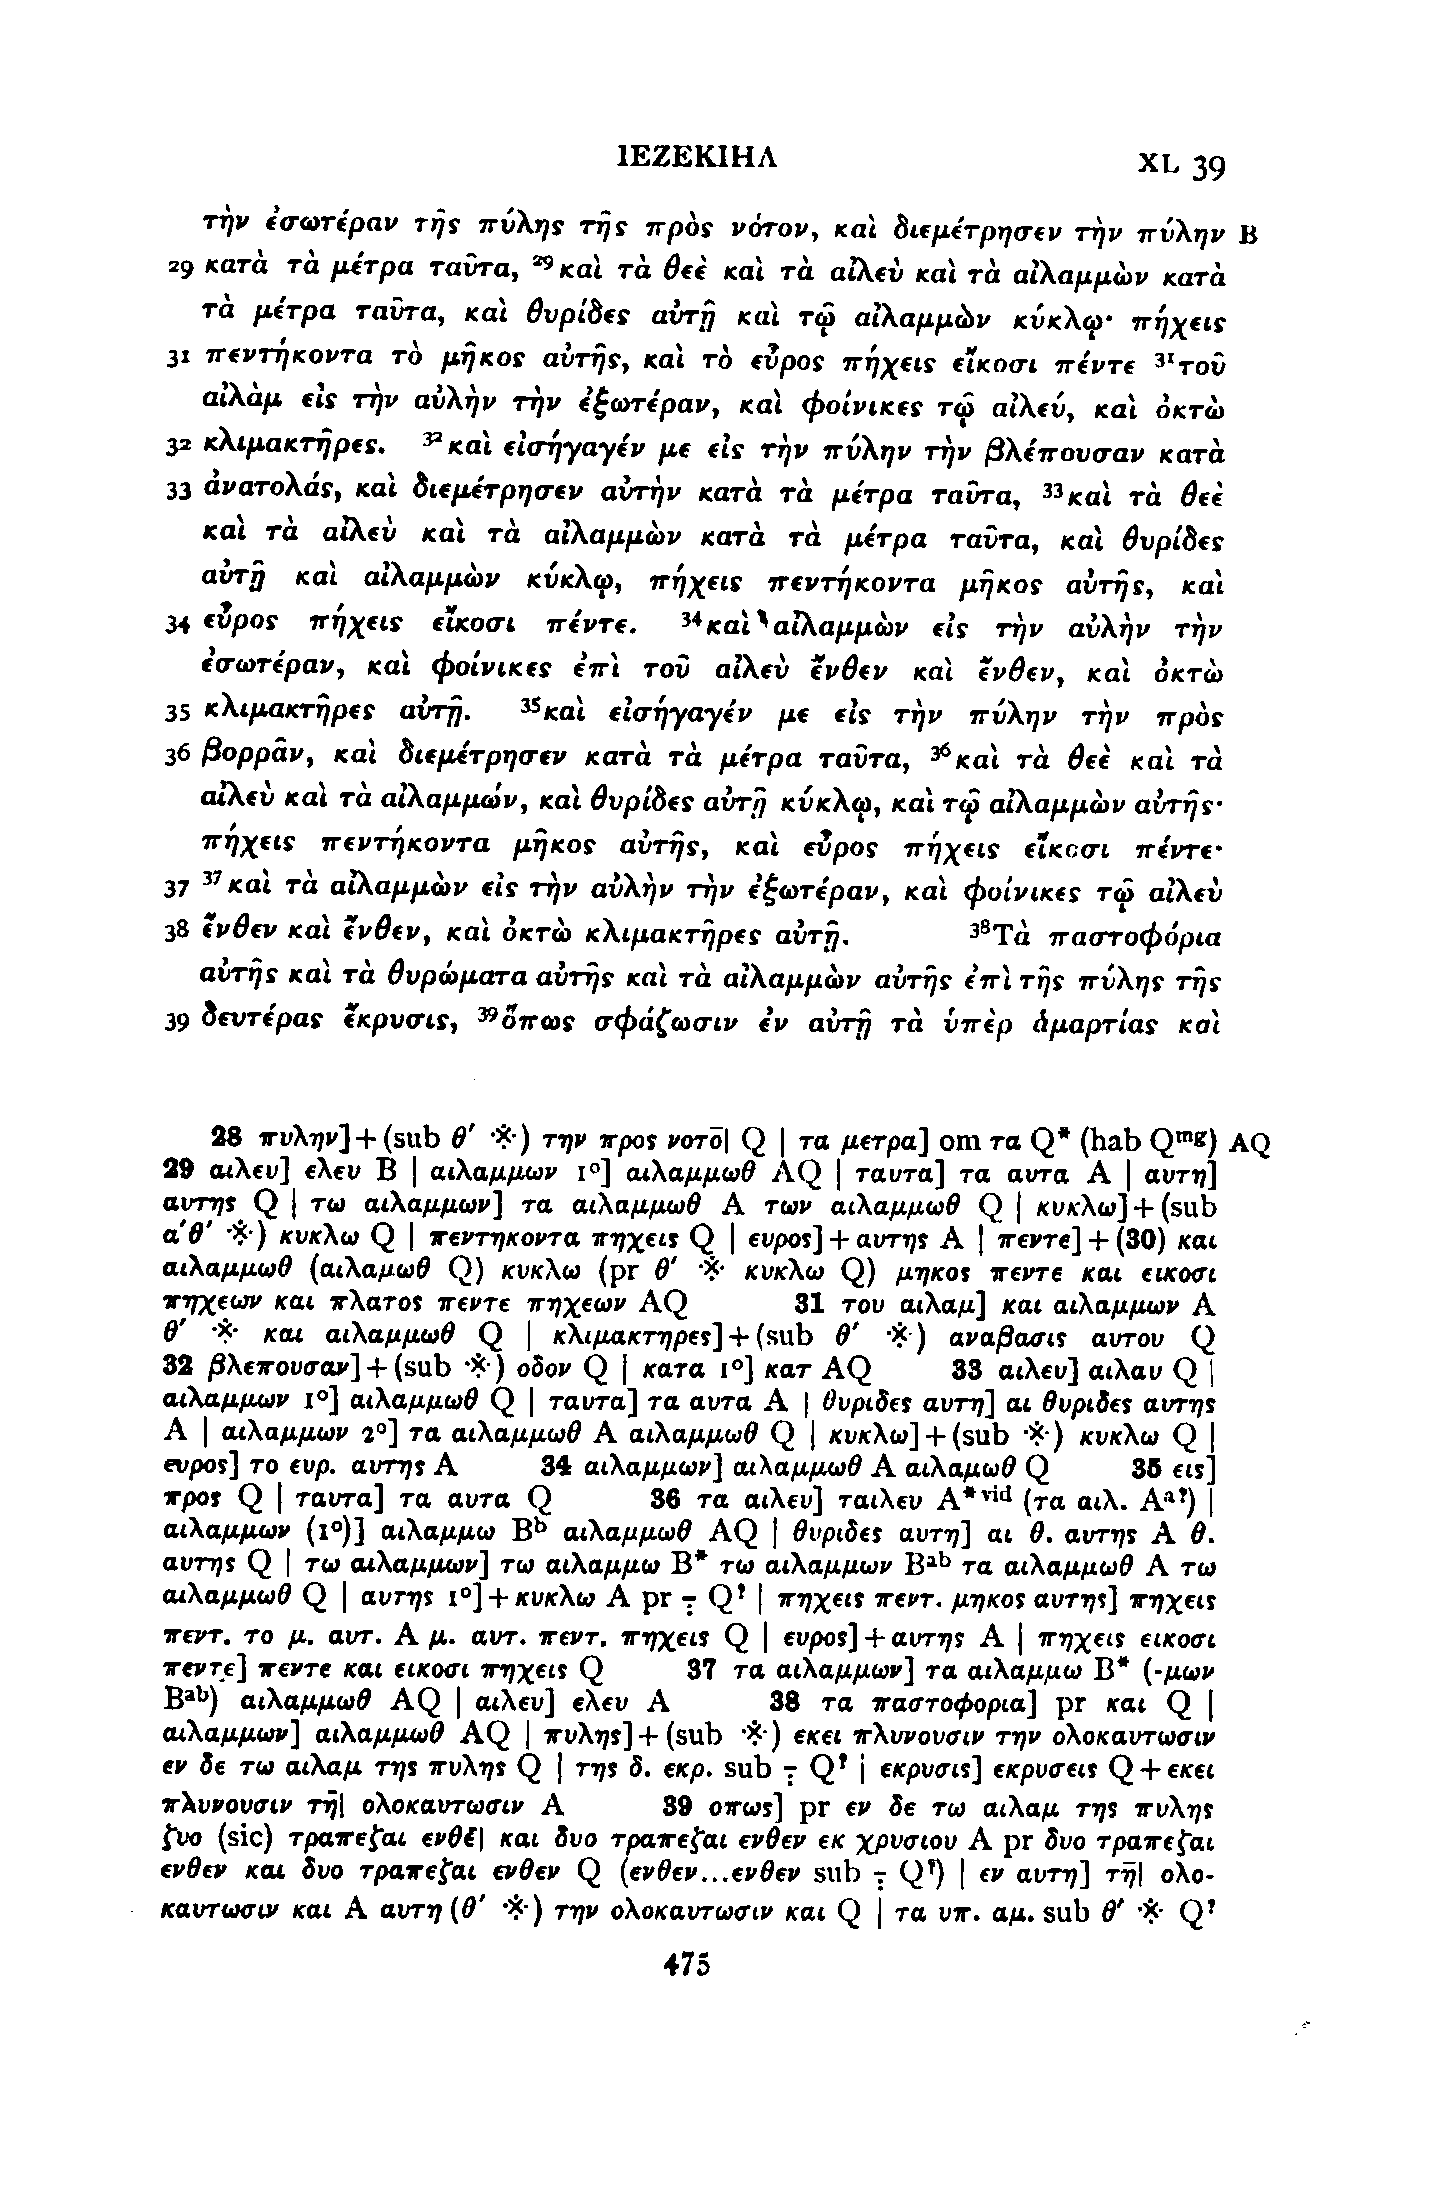 ΙΕΖΕΚΙΗΛ XL 39
τὴν ἐσωτέραν τῆς πύλης τῆς πρὸς νότον, καὶ διεμέτρησεν τὴν πύλην B
29 κατὰ τὰ μέτρα ταῦτα, ²⁹καὶ τὰ θεὲ καὶ τὰ αἰλεὺ καὶ τὰ αἰλαμμὼν κατὰ
τὰ μέτρα ταῦτα, καὶ θυρίδες αὐτῇ καὶ τῷ αἰλαμμὼν κύκλῳ· πήχεις
31 πεντήκοντα τὸ μῆκος αὐτῆς, καὶ τὸ εὖρος πήχεις εἴκοσι πέντε ³¹τοῦ
αἰλὰμ εἰς τὴν αὐλὴν τὴν ἐξωτέραν, καὶ φοίνικες τῷ αἰλεύ, καὶ ὀκτὼ
32 κλιμακτῆρες. ³²καὶ εἰσήγαγέν με εἰς τὴν πύλην τὴν βλέπουσαν κατὰ
33 ἀνατολάς, καὶ διεμέτρησεν αὐτὴν κατὰ τὰ μέτρα ταῦτα, ³³καὶ τὰ θεὲ
καὶ τὰ αἰλεὺ καὶ τὰ αἰλαμμὼν κατὰ τὰ μέτρα ταῦτα, καὶ θυρίδες
αὐτῇ καὶ αἰλαμμὼν κύκλῳ, πήχεις πεντήκοντα μῆκος αὐτῆς, καὶ
34 εὖρος πήχεις εἴκοσι πέντε. ³⁴καὶ αἰλαμμὼν εἰς τὴν αὐλὴν τὴν
ἐσωτέραν, καὶ φοίνικες ἐπὶ τοῦ αἰλεὺ ἔνθεν καὶ ἔνθεν, καὶ ὀκτὼ
35 κλιμακτῆρες αὐτῇ. ³⁵καὶ εἰσήγαγέν με εἰς τὴν πύλην τὴν πρὸς
36 βορρᾶν, καὶ διεμέτρησεν κατὰ τὰ μέτρα ταῦτα, ³⁶καὶ τὰ θεὲ καὶ τὰ
αἰλεὺ καὶ τὰ αἰλαμμών, καὶ θυρίδες αὐτῇ κύκλῳ, καὶ τῷ αἰλαμμὼν αὐτῆς·
πήχεις πεντήκοντα μῆκος αὐτῆς, καὶ εὖρος πήχεις εἴκοσι πέντε·
37 ³⁷καὶ τὰ αἰλαμμὼν εἰς τὴν αὐλὴν τὴν ἐξωτέραν, καὶ φοίνικες τῷ αἰλεὺ
38 ἔνθεν καὶ ἔνθεν, καὶ ὀκτὼ κλιμακτῆρες αὐτῇ. ³⁸Τὰ παστοφόρια
αὐτῆς καὶ τὰ θυρώματα αὐτῆς καὶ τὰ αἰλαμμὼν αὐτῆς ἐπὶ τῆς πύλης τῆς
39 δευτέρας ἔκρυσις, ³⁹ὅπως σφάζωσιν ἐν αὐτῇ τὰ ὑπὲρ ἁμαρτίας καὶ
28 πυλην]+(sub θ′ ※) την προς νοτο̅| Q | τα μετρα] om τα Q* (hab Qᵐᵍ) AQ
29 αιλευ] ελευ B | αιλαμμων 1°] αιλαμμωθ AQ | ταυτα] τα αυτα A | αυτη]
αυτης Q | τω αιλαμμων] τα αιλαμμωθ A των αιλαμμωθ Q | κυκλω]+(sub
α′θ′ ※) κυκλω Q | πεντηκοντα πηχεις Q | ευρος]+αυτης A | πεντε]+(30) και
αιλαμμωθ (αιλαμωθ Q) κυκλω (pr θ′ ※ κυκλω Q) μηκος πεντε και εικοσι
πηχεων και πλατος πεντε πηχεων AQ 31 του αιλαμ] και αιλαμμων A
θ′ ※ και αιλαμμωθ Q | κλιμακτηρες]+(sub θ′ ※) αναβασις αυτου Q
32 βλεπουσαν]+(sub ※) οδον Q | κατα 1°] κατ AQ 33 αιλευ] αιλαυ Q |
αιλαμμων 1°] αιλαμμωθ Q | ταυτα] τα αυτα A | θυριδες αυτη] αι θυριδες αυτης
A | αιλαμμων 2°] τα αιλαμμωθ A αιλαμμωθ Q | κυκλω]+(sub ※) κυκλω Q |
ευρος] το ευρ. αυτης A 34 αιλαμμων] αιλαμμωθ A αιλαμωθ Q 35 εις]
προς Q | ταυτα] τα αυτα Q 36 τα αιλευ] ταιλευ A*ᵛⁱᵈ (τα αιλ. Aᵃ?) |
αιλαμμων (1°)] αιλαμμω Bᵇ αιλαμμωθ AQ | θυριδες αυτη] αι θ. αυτης A θ.
αυτης Q | τω αιλαμμων] τω αιλαμμω B* τω αιλαμμων Bᵃᵇ τα αιλαμμωθ A τω
αιλαμμωθ Q | αυτης 1°]+κυκλω A pr ÷ Q? | πηχεις πεντ. μηκος αυτης] πηχεις
πεντ. το μ. αυτ. A μ. αυτ. πεντ. πηχεις Q | ευρος]+αυτης A | πηχεις εικοσι
πεντε] πεντε και εικοσι πηχεις Q 37 τα αιλαμμων] τα αιλαμμω B* (-μων
Bᵃᵇ) αιλαμμωθ AQ | αιλευ] ελευ A 38 τα παστοφορια] pr και Q |
αιλαμμων] αιλαμμωθ AQ | πυλης]+(sub ※) εκει πλυνουσιν την ολοκαυτωσιν
εν δε τω αιλαμ της πυλης Q | της δ. εκρ. sub ÷ Q? | εκρυσις] εκρυσεις Q+εκει
πλυνουσιν τη̅| ολοκαυτωσιν A 39 οπως] pr εν δε τω αιλαμ της πυλης
ζυο (sic) τραπεζαι ενθε̅| και δυο τραπεζαι ενθεν εκ χρυσιου A pr δυο τραπεζαι
ενθεν και δυο τραπεζαι ενθεν Q (ενθεν...ενθεν sub ÷ Q?) | εν αυτη] τη̅| ολο-
καυτωσιν και A αυτη (θ′ ※) την ολοκαυτωσιν και Q | τα υπ. αμ. sub θ′ ※ Q?
475